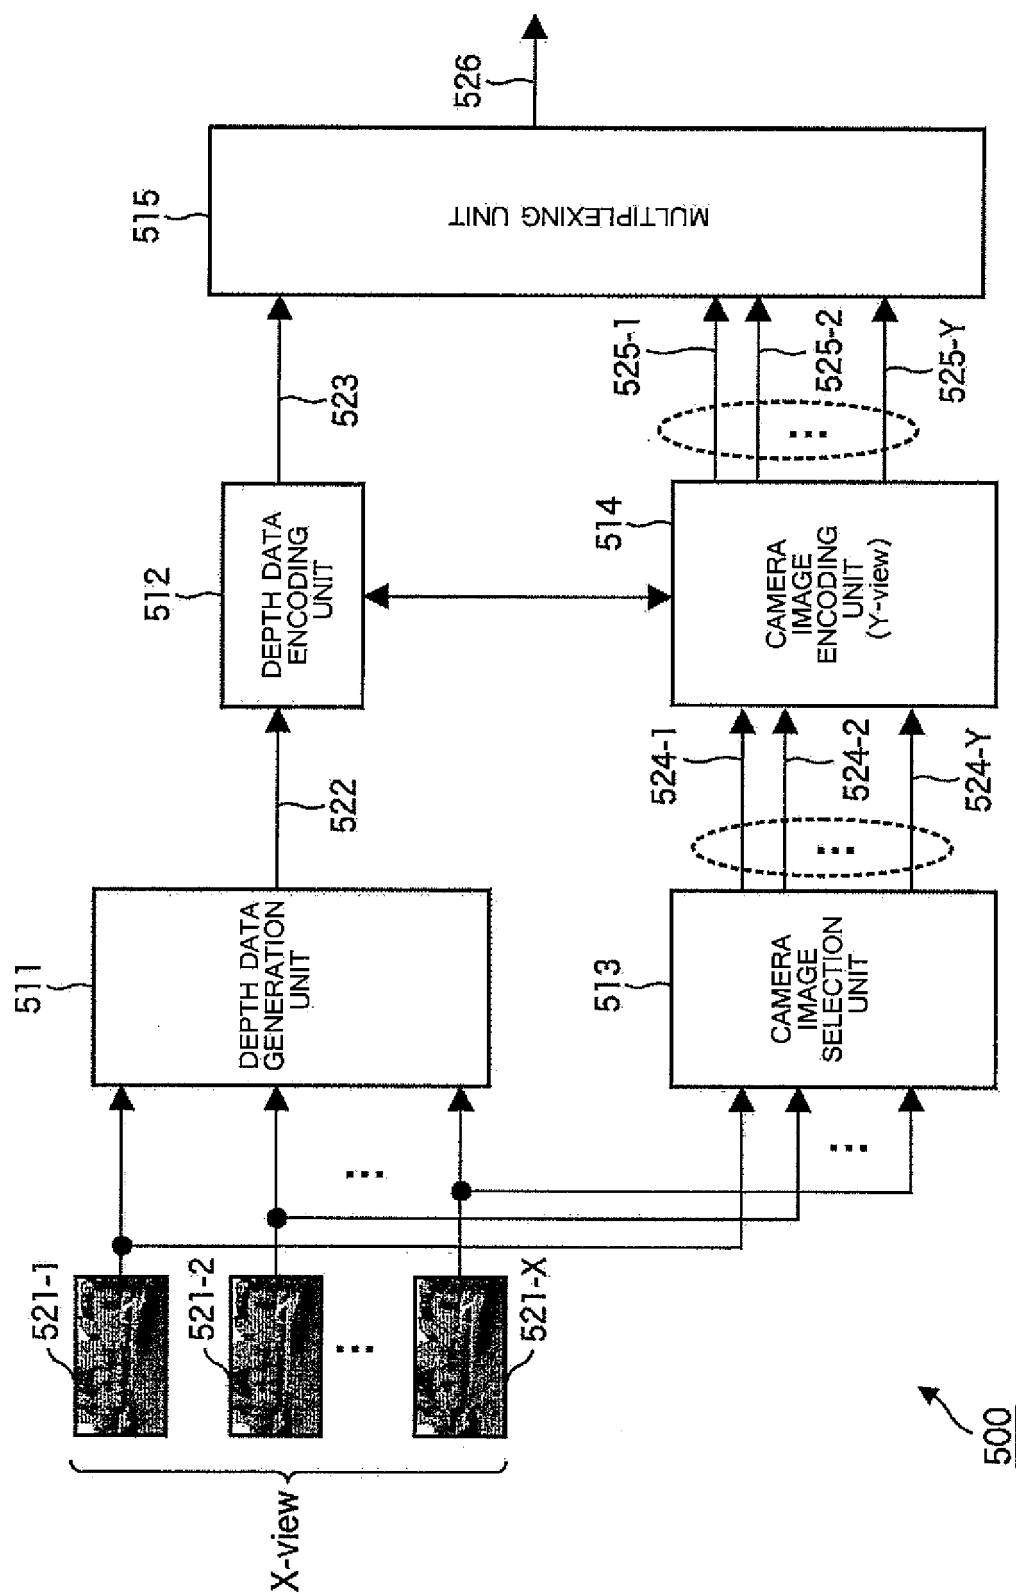 X-view
521-1
521-2
...
521-X
...
...
511
DEPTH DATA
GENERATION
UNIT
522
512
DEPTH DATA
ENCODING
UNIT
523
513
CAMERA
IMAGE
SELECTION
UNIT
524-1
524-2
...
524-Y
514
CAMERA
IMAGE
ENCODING
UNIT
(Y-view)
525-1
525-2
...
525-Y
515
MULTIPLEXING UNIT
526
500